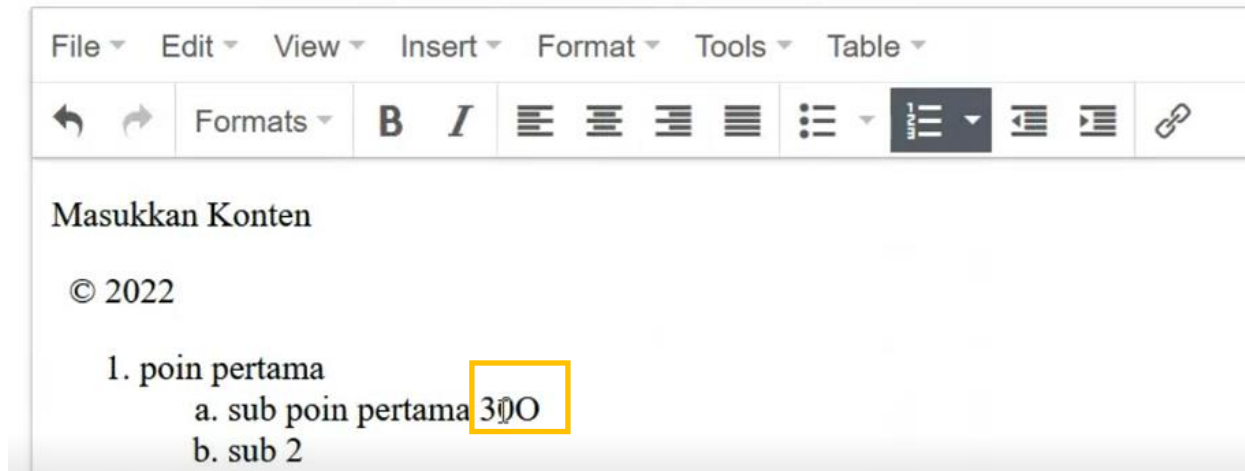 File Edit View Insert Format Tools Table
Formats B I
Masukkan Konten
© 2022
1. poin pertama
a. sub poin pertama 30O
b. sub 2